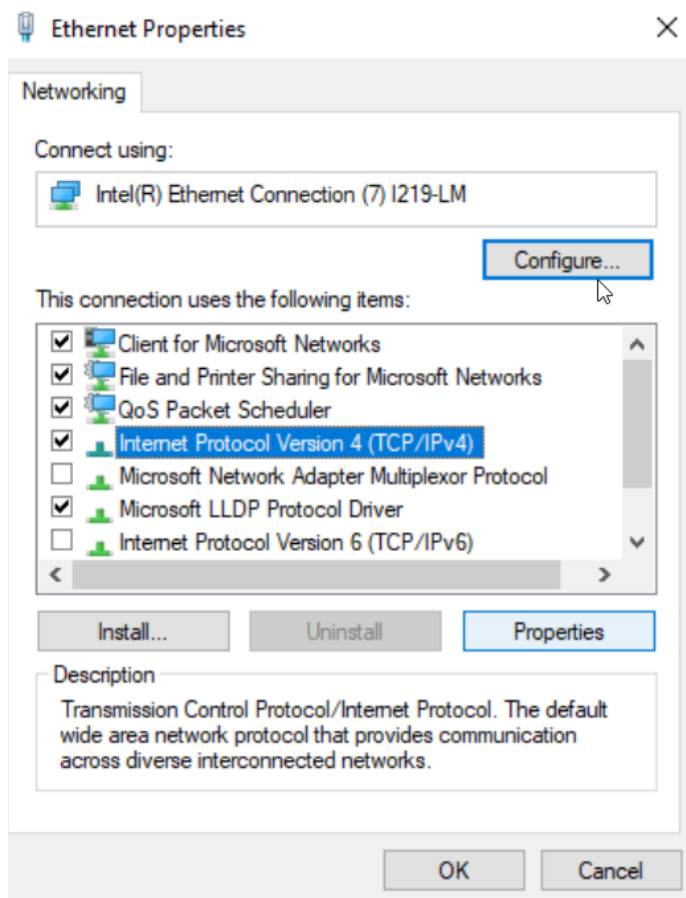 Ethernet Properties
Networking
Connect using:
Intel(R) Ethernet Connection (7) I219-LM
Configure...
This connection uses the following items:
Client for Microsoft Networks
File and Printer Sharing for Microsoft Networks
QoS Packet Scheduler
Internet Protocol Version 4 (TCP/IPv4)
Microsoft Network Adapter Multiplexor Protocol
Microsoft LLDP Protocol Driver
Internet Protocol Version 6 (TCP/IPv6)
Install...
Uninstall
Properties
Description
Transmission Control Protocol/Internet Protocol. The default
wide area network protocol that provides communication
across diverse interconnected networks.
OK
Cancel